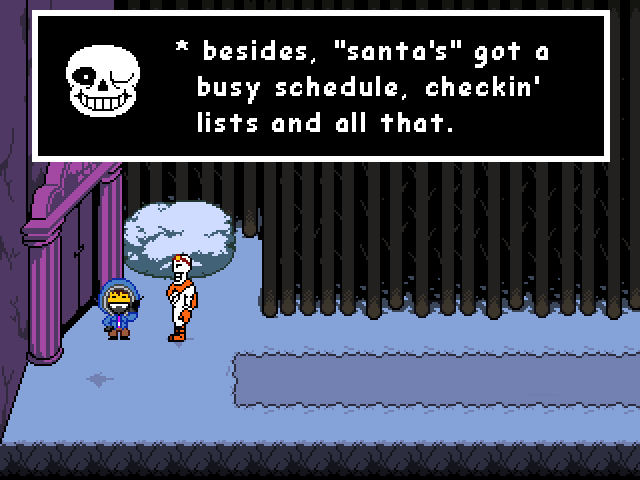 * besides, "santa's" got a
busy schedule, checkin'
lists and all that.